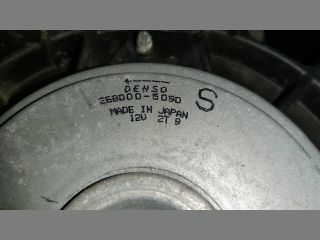 DENSO
268000-5090
S
MADE IN JAPAN
12V 2T 9